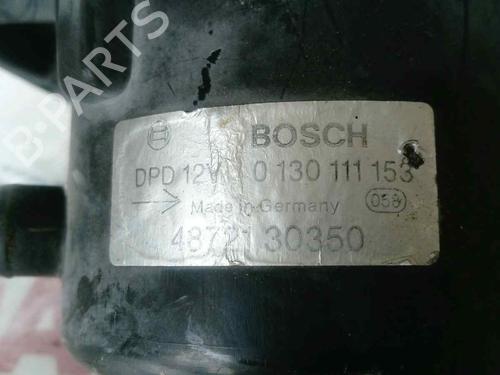 B-PARTS
BOSCH
DPD 12V 0 130 111 153
Made in Germany 058
48721 30350